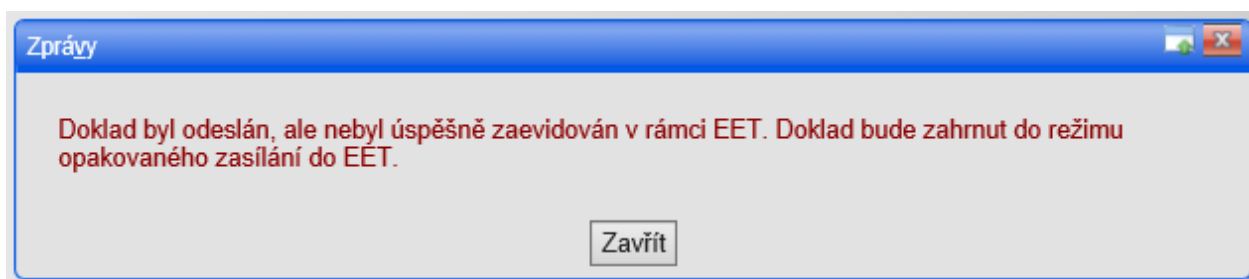 Zprávy
Doklad byl odeslán, ale nebyl úspěšně zaevidován v rámci EET. Doklad bude zahrnut do režimu
opakovaného zasílání do EET.
Zavřít